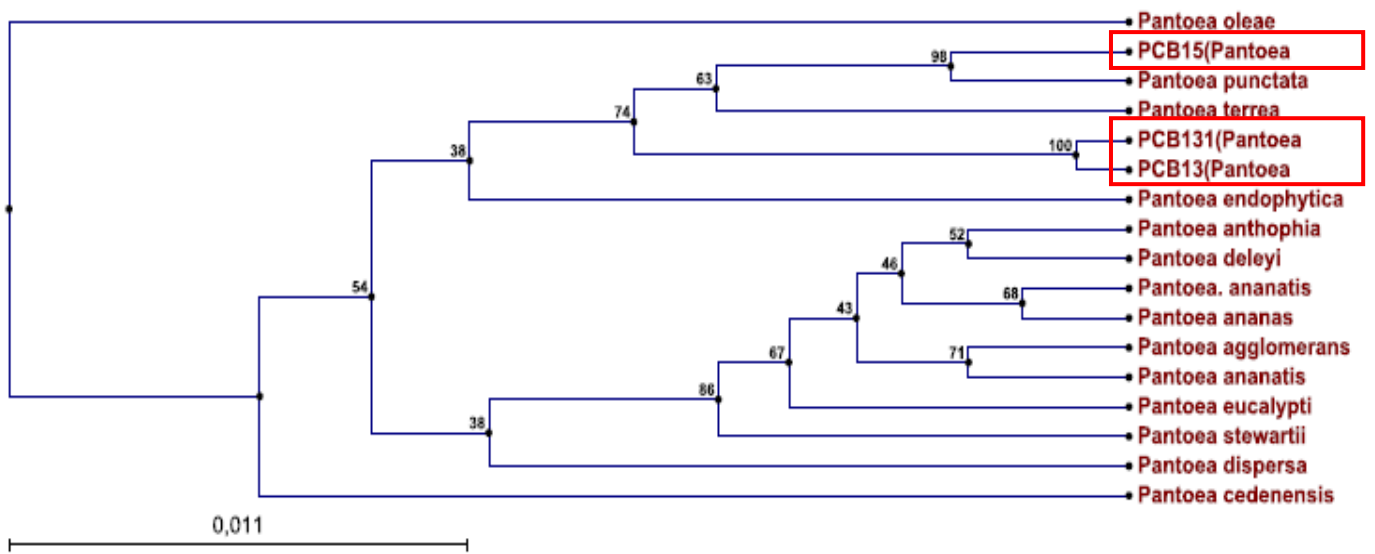 Pantoea oleae
PCB15(Pantoea
98
Pantoea punctata
63
Pantoea terrea
74
PCB131(Pantoea
100
38
PCB13(Pantoea
Pantoea endophytica
Pantoea anthophia
52
Pantoea deleyi
46
Pantoea. ananatis
54
68
43
Pantoea ananas
Pantoea agglomerans
67
71
Pantoea ananatis
86
Pantoea eucalypti
38
Pantoea stewartii
Pantoea dispersa
Pantoea cedenensis
0,011